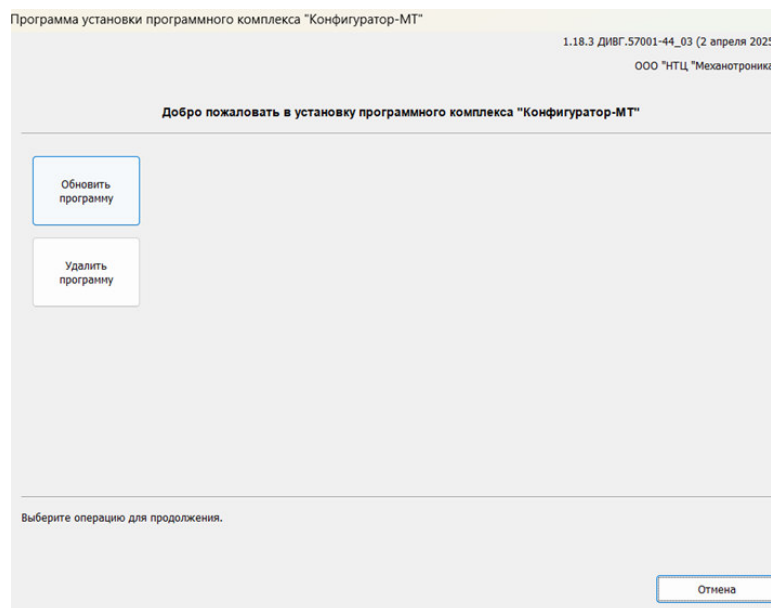 Программа установки программного комплекса "Конфигуратор-МТ"
1.18.3 ДИВГ.57001-44_03 (2 апреля 2025
ООО "НТЦ "Механотроника
Добро пожаловать в установку программного комплекса "Конфигуратор-МТ"
Обновить
программу
Удалить
программу
Выберите операцию для продолжения.
Отмена